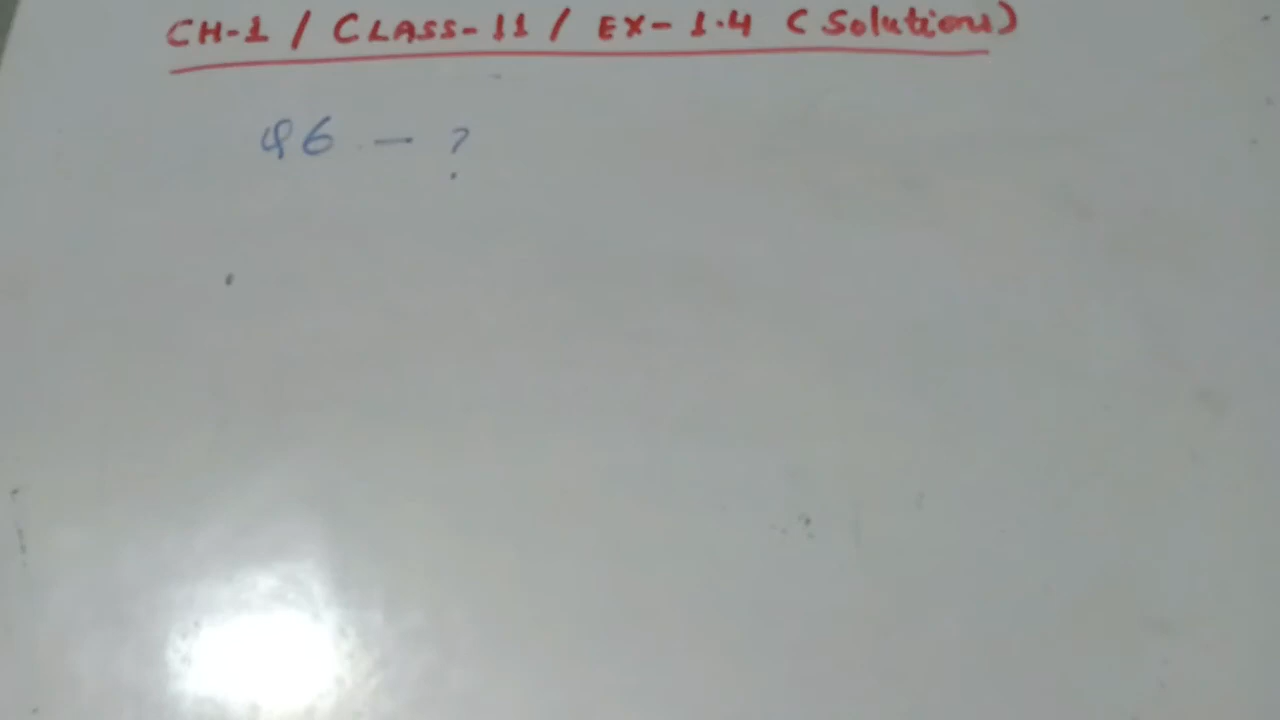 CH-1 / CLASS-11 / EX-1.4 (Solutions)
Q6 - ?